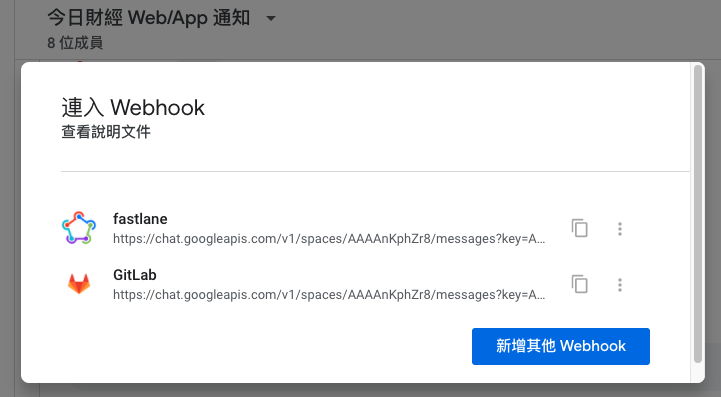 今日財經 Web/App 通知
8 位成員
連入 Webhook
查看說明文件
fastlane
https://chat.googleapis.com/v1/spaces/AAAAnKphZr8/messages?key=A...
GitLab
https://chat.googleapis.com/v1/spaces/AAAAnKphZr8/messages?key=A...
新增其他 Webhook